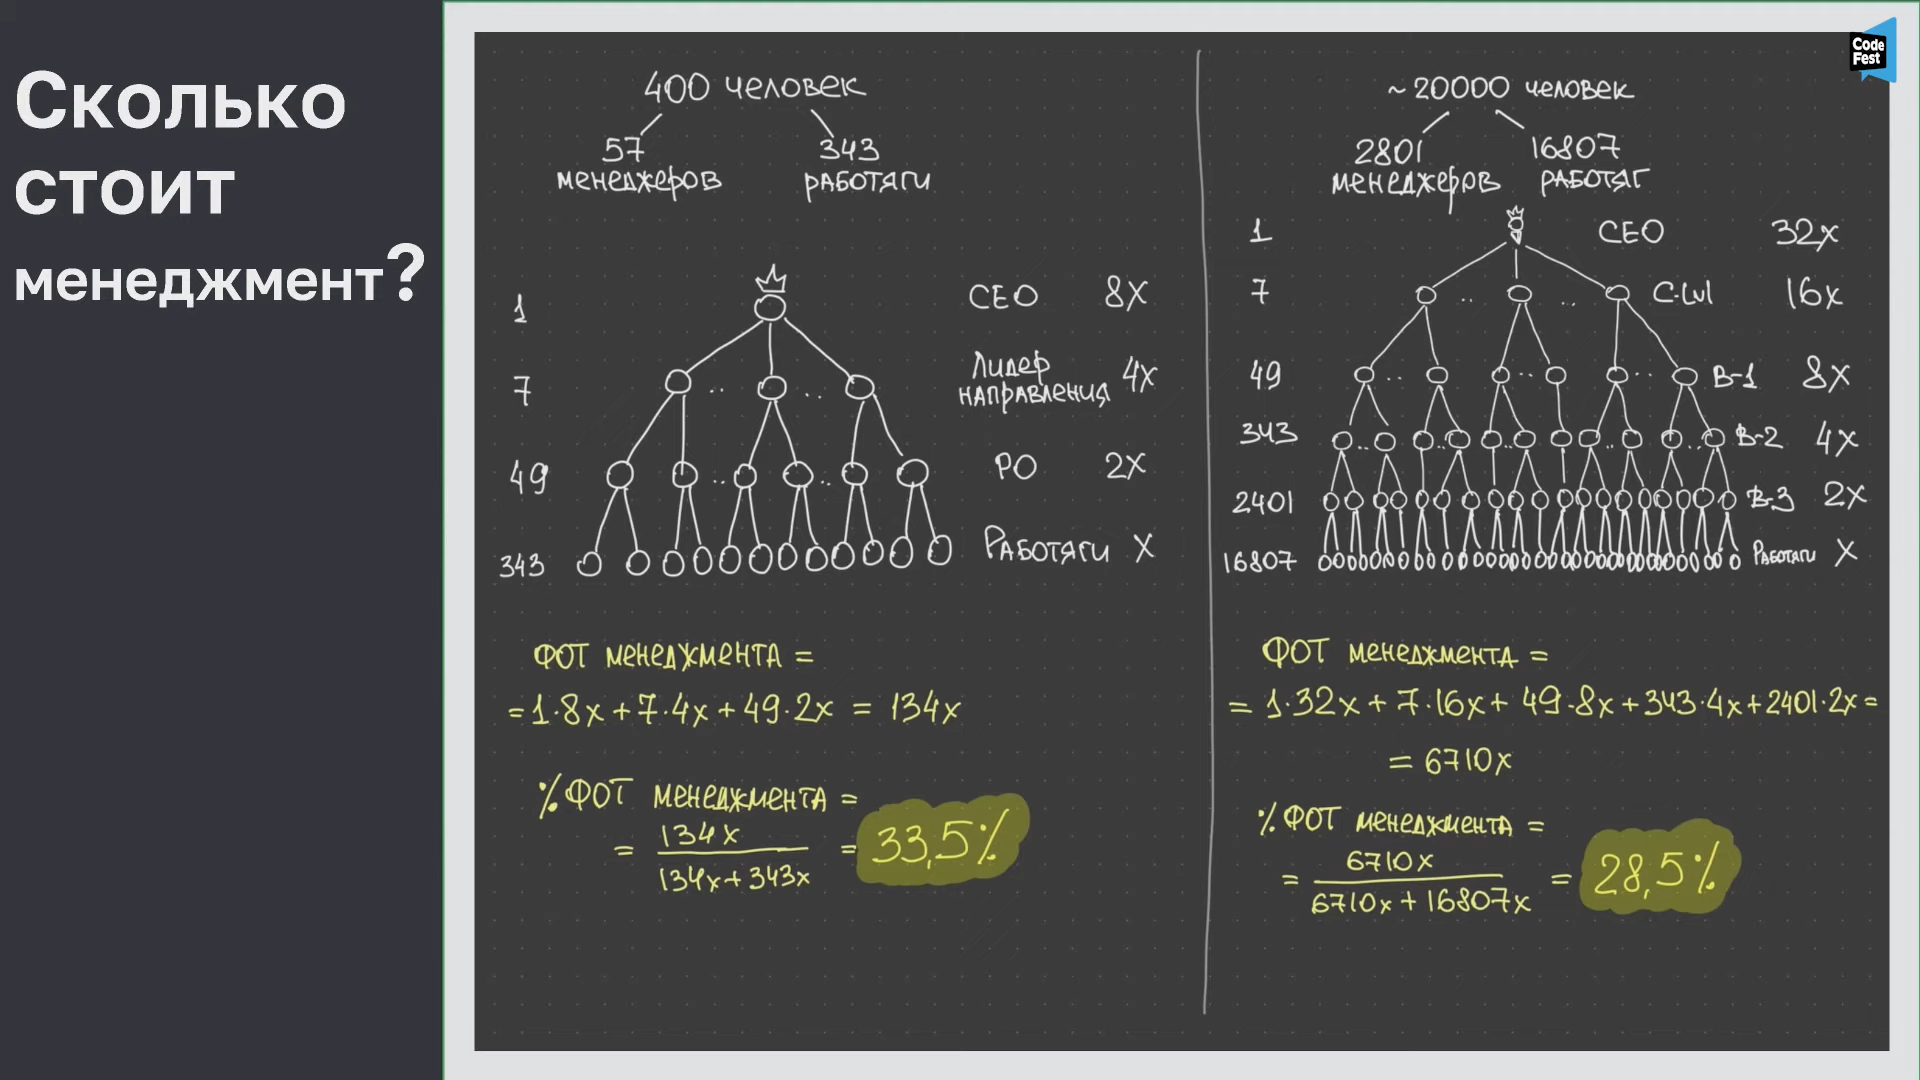 Сколько
стоит
менеджмент?
Code
Fest
400 человек
57
менеджеров
343
работяги
1
CEO 8x
7
Лидер
направления 4x
49
PO 2x
343
Работяги x
ФОТ менеджмента =
= 1·8x + 7·4x + 49·2x = 134x
% ФОТ менеджмента =
= 134x
134x + 343x
= 33,5%
~ 20000 человек
2801
менеджеров
16807
работяг
1 CEO 32x
7 C-lvl 16x
49 B-1 8x
343 B-2 4x
2401 B-3 2x
16807 Работяги x
ФОТ менеджмента =
= 1·32x + 7·16x + 49·8x + 343·4x + 2401·2x =
= 6710x
% ФОТ менеджмента =
= 6710x
6710x + 16807x
= 28,5%